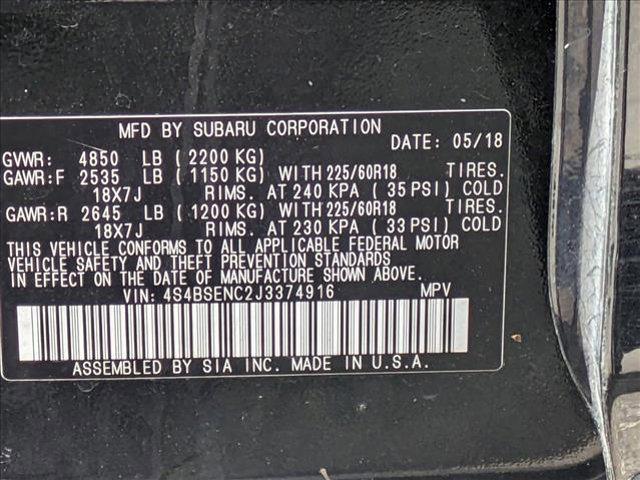 MFD BY SUBARU CORPORATION
DATE: 05/18
GVWR: 4850 LB (2200 KG)
GAWR:F 2535 LB (1150 KG) WITH 225/60R18 TIRES.
18X7J RIMS. AT 240 KPA (35 PSI) COLD
GAWR:R 2645 LB (1200 KG) WITH 225/60R18 TIRES.
18X7J RIMS. AT 230 KPA (33 PSI) COLD
THIS VEHICLE CONFORMS TO ALL APPLICABLE FEDERAL MOTOR
VEHICLE SAFETY AND THEFT PREVENTION STANDARDS
IN EFFECT ON THE DATE OF MANUFACTURE SHOWN ABOVE.
VIN: 4S4BSENC2J3374916 MPV
ASSEMBLED BY SIA INC. MADE IN U.S.A.